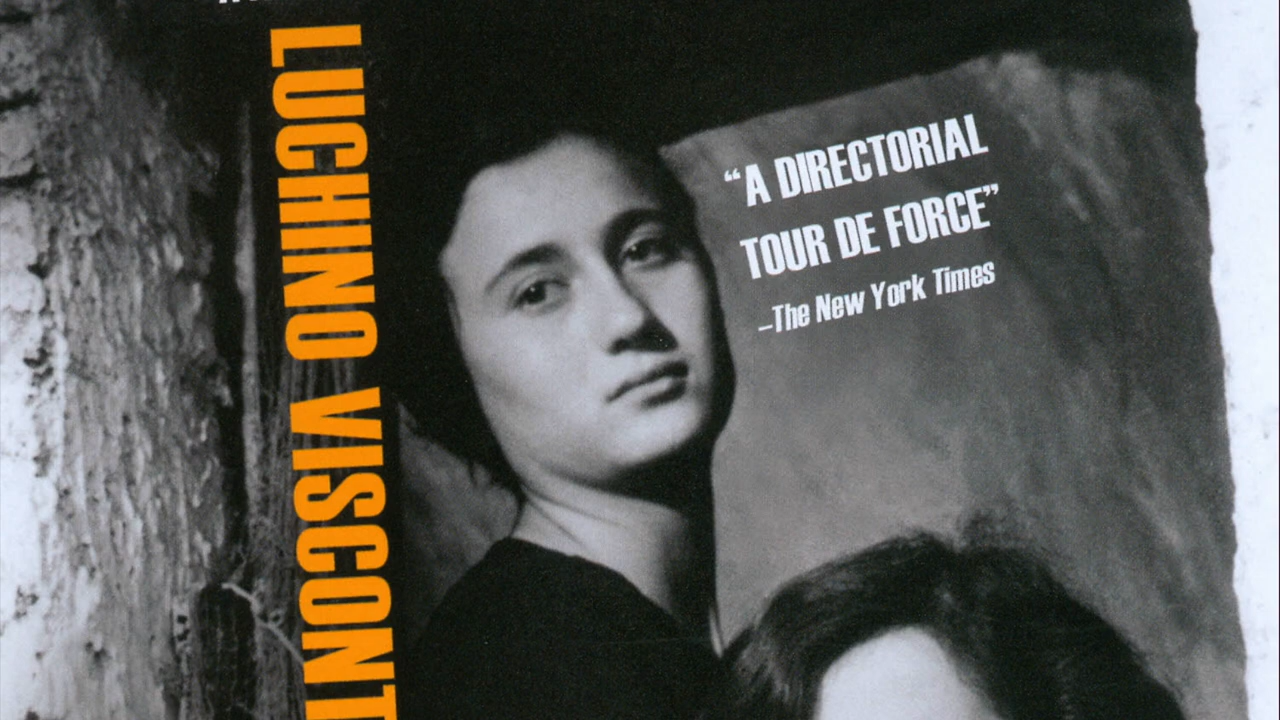 LUCHINO VISCONT
“A DIRECTORIAL
TOUR DE FORCE”
–The New York Times